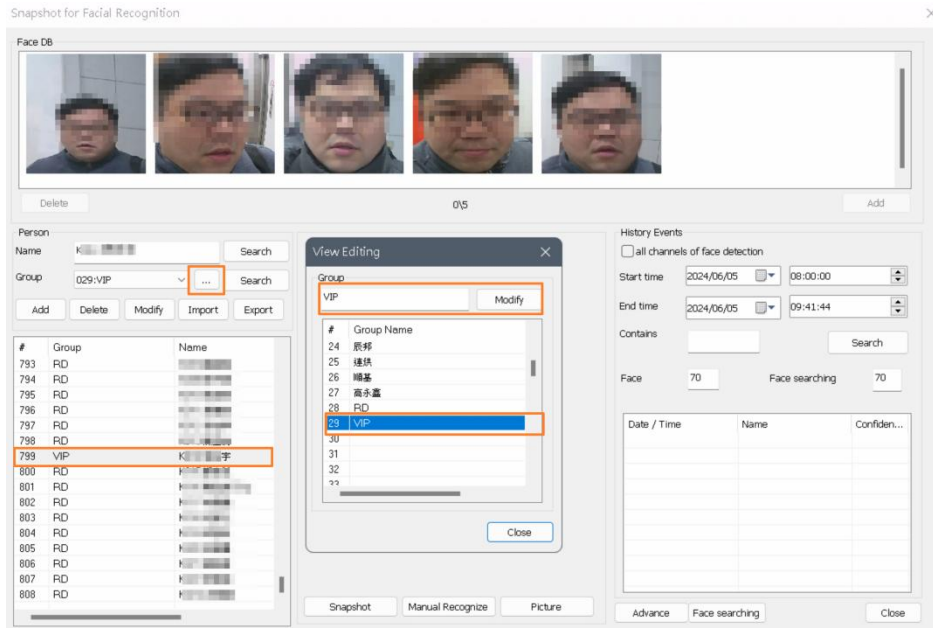 Snapshot for Facial Recognition
Face DB
Delete 0\5 Add
Person
Name K Search
Group 029:VIP ... Search
Add Delete Modify Import Export
# Group Name
793 RD
794 RD
795 RD
796 RD
797 RD
798 RD
799 VIP K 字
800 RD
801 RD
802 RD
803 RD
804 RD
805 RD
806 RD
807 RD
808 RD
View Editing
Group
VIP Modify
# Group Name
24 辰邦
25 連鋐
26 順基
27 高永鑫
28 RD
29 VIP
30
31
32
33
Close
Snapshot Manual Recognize Picture
History Events
all channels of face detection
Start time 2024/06/05 08:00:00
End time 2024/06/05 09:41:44
Contains Search
Face 70 Face searching 70
Date / Time Name Confiden...
Advance Face searching Close